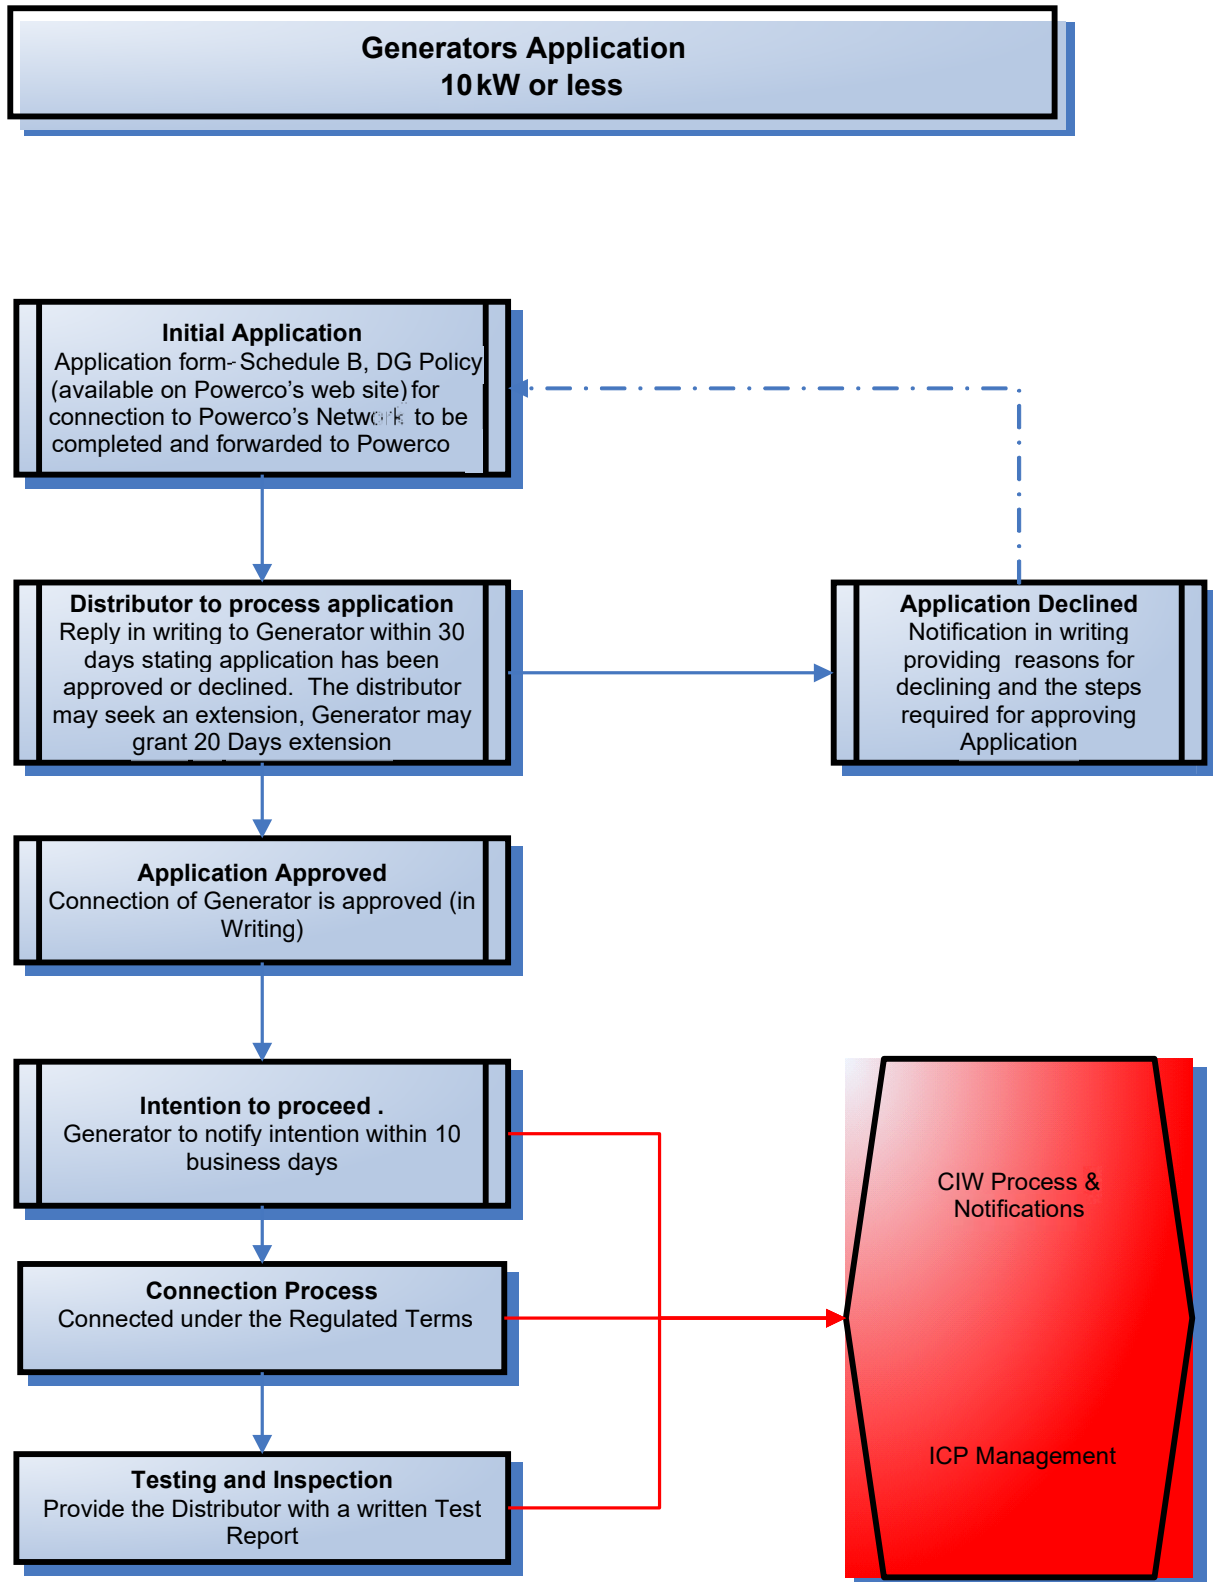 Generators Application
10 kW or less
Initial Application
Application form- Schedule B, DG Policy
(available on Powerco's web site) for
connection to Powerco's Network to be
completed and forwarded to Powerco
Distributor to process application
Reply in writing to Generator within 30
days stating application has been
approved or declined. The distributor
may seek an extension, Generator may
grant 20 Days extension
Application Declined
Notification in writing
providing reasons for
declining and the steps
required for approving
Application
Application Approved
Connection of Generator is approved (in
Writing)
Intention to proceed .
Generator to notify intention within 10
business days
CIW Process &
Notifications
Connection Process
Connected under the Regulated Terms
ICP Management
Testing and Inspection
Provide the Distributor with a written Test
Report